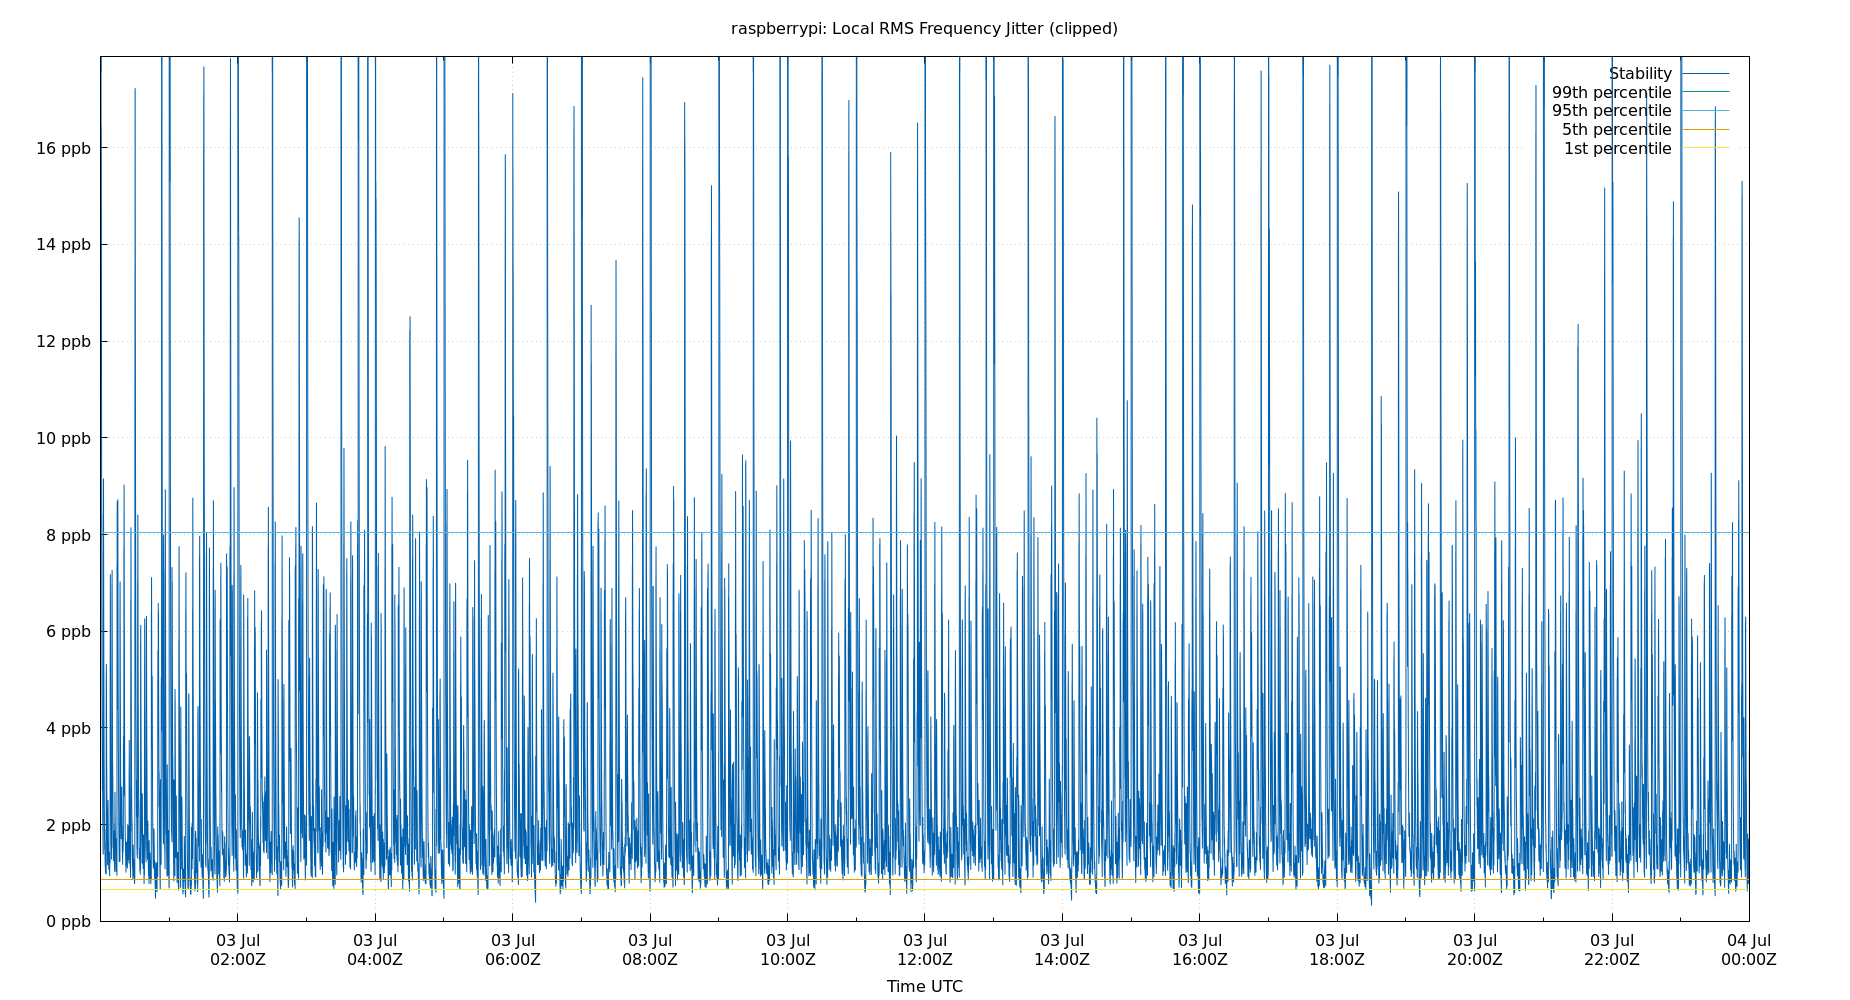 raspberrypi: Local RMS Frequency Jitter (clipped)
Stability
99th percentile
95th percentile
5th percentile
1st percentile
16 ppb
14 ppb
12 ppb
10 ppb
8 ppb
6 ppb
4 ppb
2 ppb
0 ppb
03 Jul 03 Jul 03 Jul 03 Jul 03 Jul 03 Jul 03 Jul 03 Jul 03 Jul 03 Jul 03 Jul 04 Jul
02:00Z 04:00Z 06:00Z 08:00Z 10:00Z 12:00Z 14:00Z 16:00Z 18:00Z 20:00Z 22:00Z 00:00Z
Time UTC